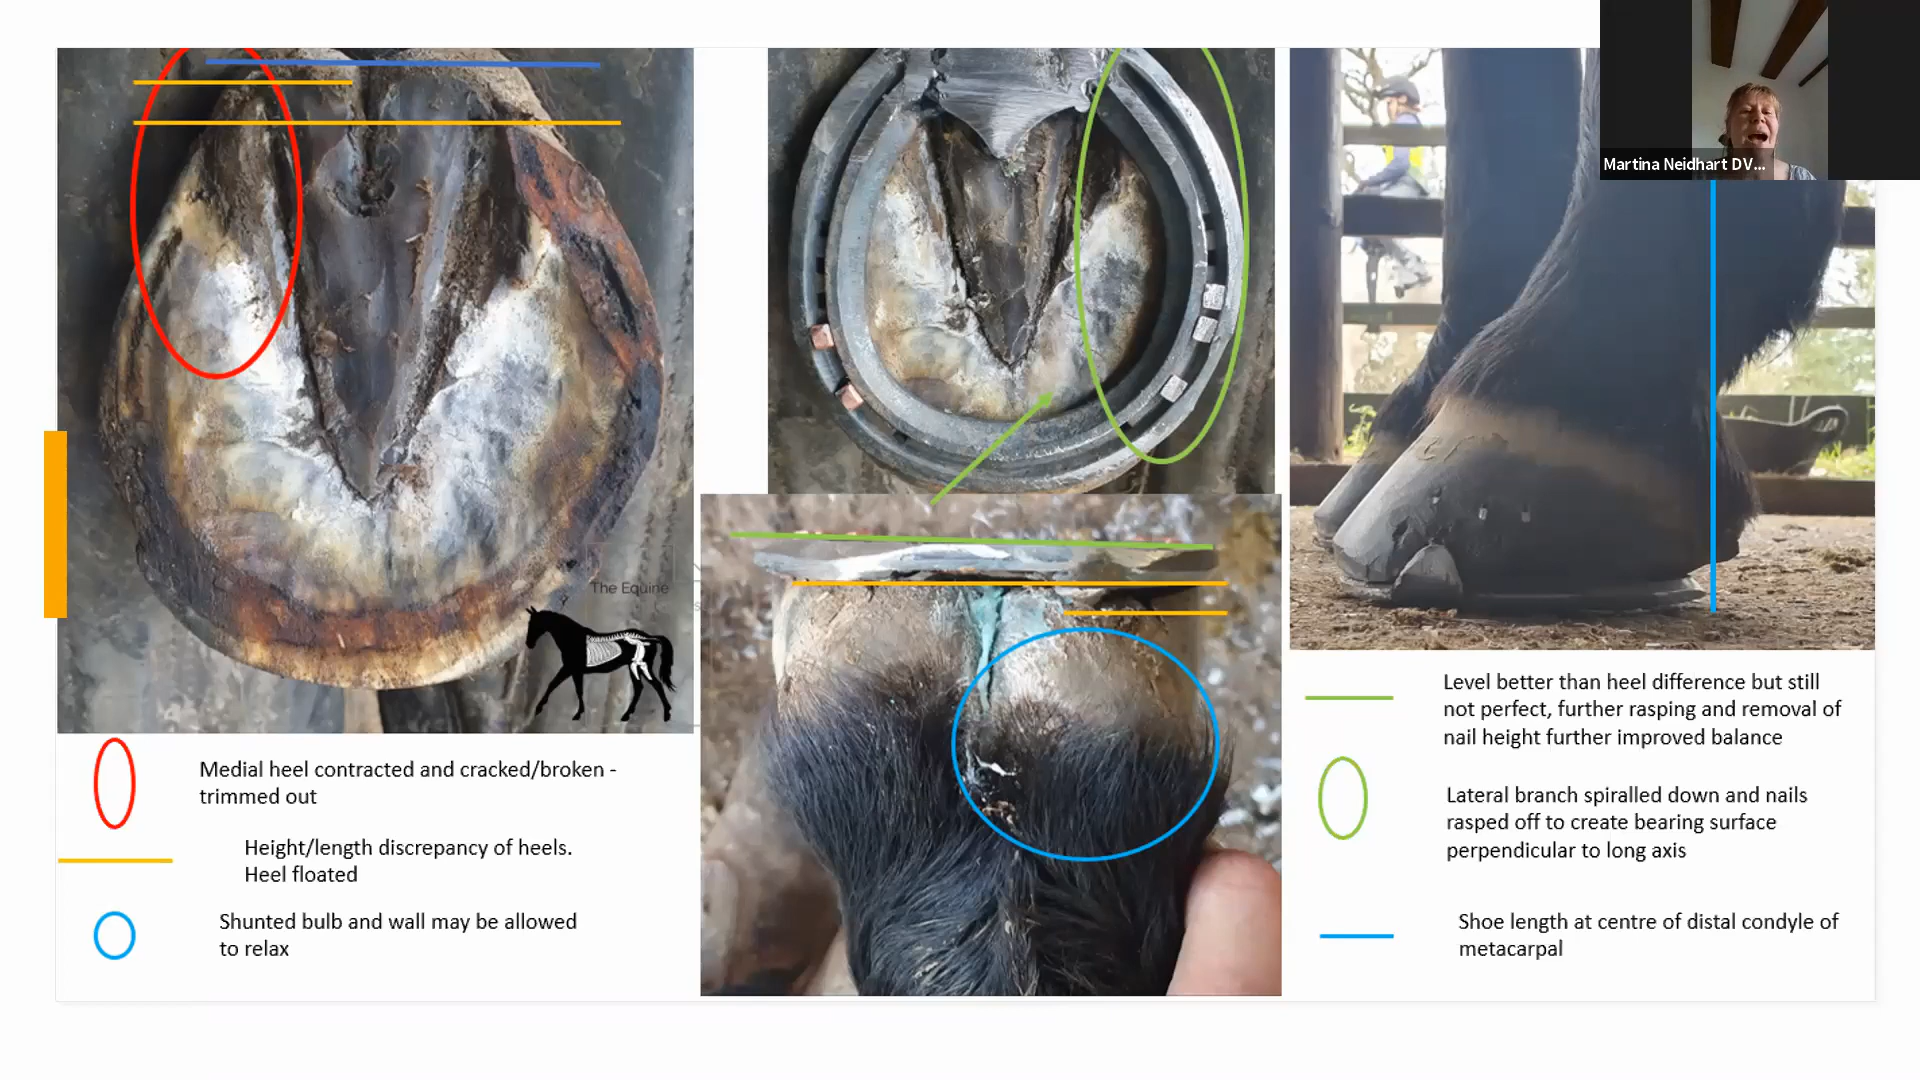 Martina Neidhart DV...
The Equine
Medial heel contracted and cracked/broken -
trimmed out
Height/length discrepancy of heels.
Heel floated
Shunted bulb and wall may be allowed
to relax
Level better than heel difference but still
not perfect, further rasping and removal of
nail height further improved balance
Lateral branch spiralled down and nails
rasped off to create bearing surface
perpendicular to long axis
Shoe length at centre of distal condyle of
metacarpal